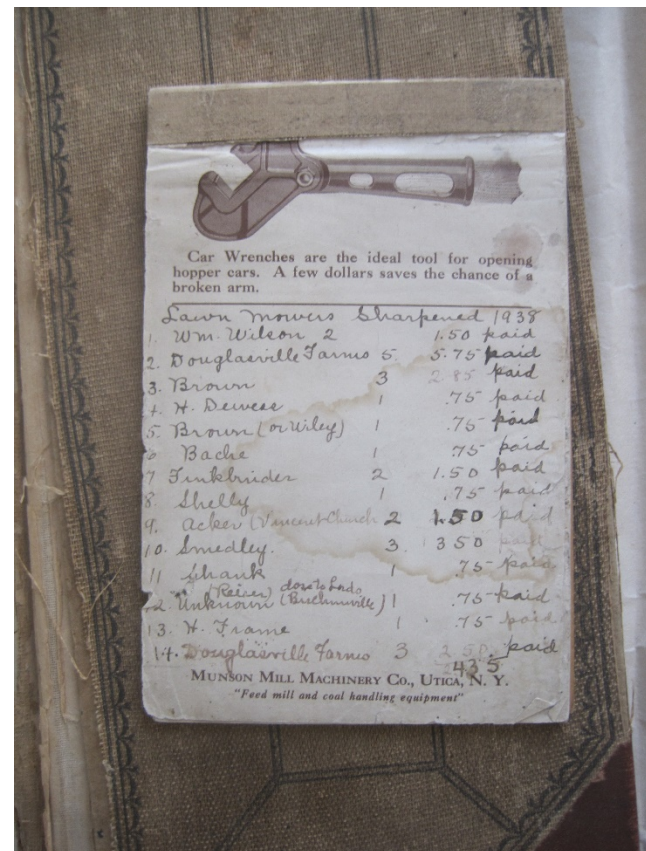 Car Wrenches are the ideal tool for opening
hopper cars. A few dollars saves the chance of a
broken arm.
Lawn Mowers Sharpened 1938
1. Wm. Wilson 2 1.50 paid
2. Douglasville Farms 5 5.75 paid
3. Brown 3 2.85 paid
4. H. Dewees 1 .75 paid
5. Brown (or Wiley) 1 .75 paid
6 Bache 1 .75 paid
7 Finkbinder 2 1.50 paid
8. Shelly 1 .75 paid
9. Acker (Vincent Church 2 1.50 paid
10. Smedley. 3. 3 50 paid
11 Shank 1 .75 paid
(River) close to
12. Unknown 1 .75 paid
13. H. Frame 1 .75 paid
14. Douglasville Farms 3 2 50. paid
435
MUNSON MILL MACHINERY CO., UTICA, N. Y.
"Feed mill and coal handling equipment"